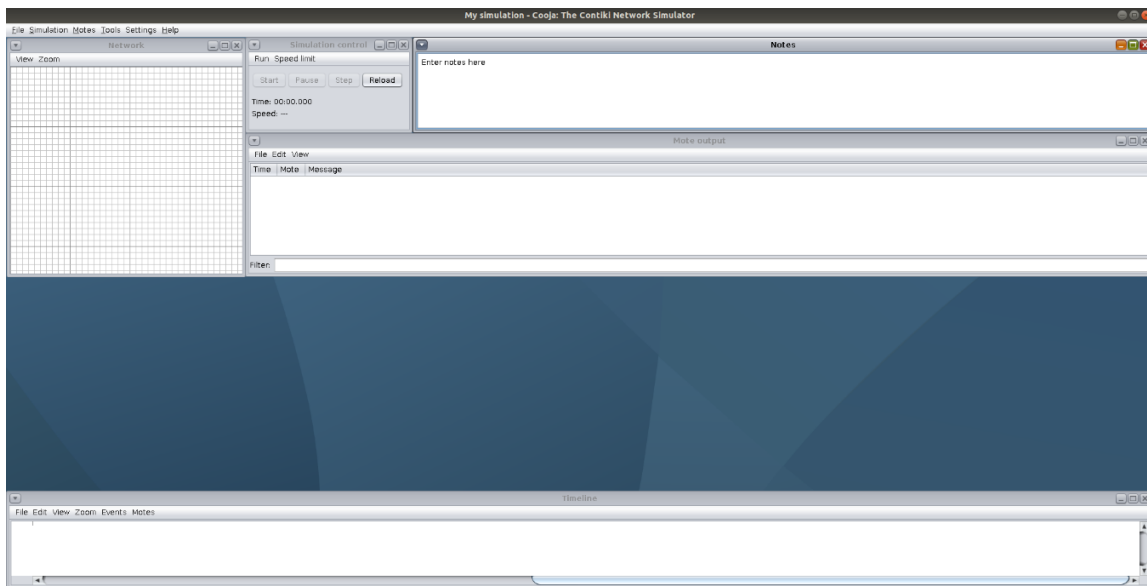 My simulation - Cooja: The Contiki Network Simulator
File Simulation Motes Tools Settings Help
Network
View Zoom
Simulation control
Run Speed limit
Start Pause Step Reload
Time: 00:00.000
Speed: ---
Notes
Enter notes here
Mote output
File Edit View
Time Mote Message
Filter:
Timeline
File Edit View Zoom Events Motes